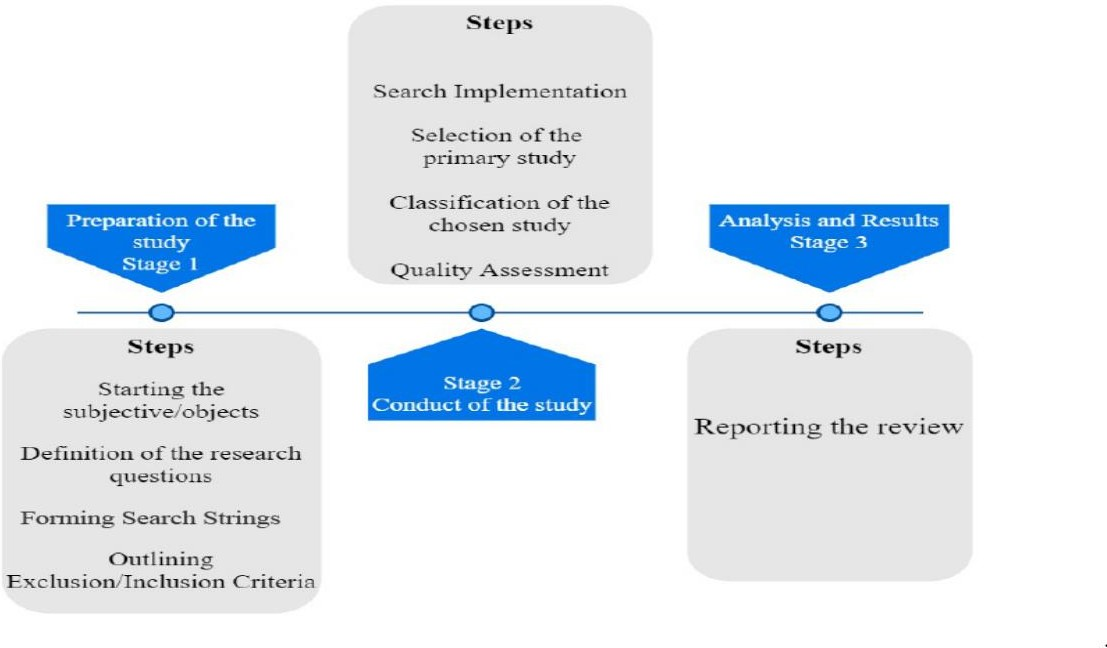 Steps
Search Implementation
Selection of the
primary study
Classification of the
chosen study
Quality Assessment
Preparation of the
study
Stage 1
Analysis and Results
Stage 3
Steps
Starting the
subjective/objects
Definition of the research
questions
Forming Search Strings
Outlining
Exclusion/Inclusion Criteria
Stage 2
Conduct of the study
Steps
Reporting the review